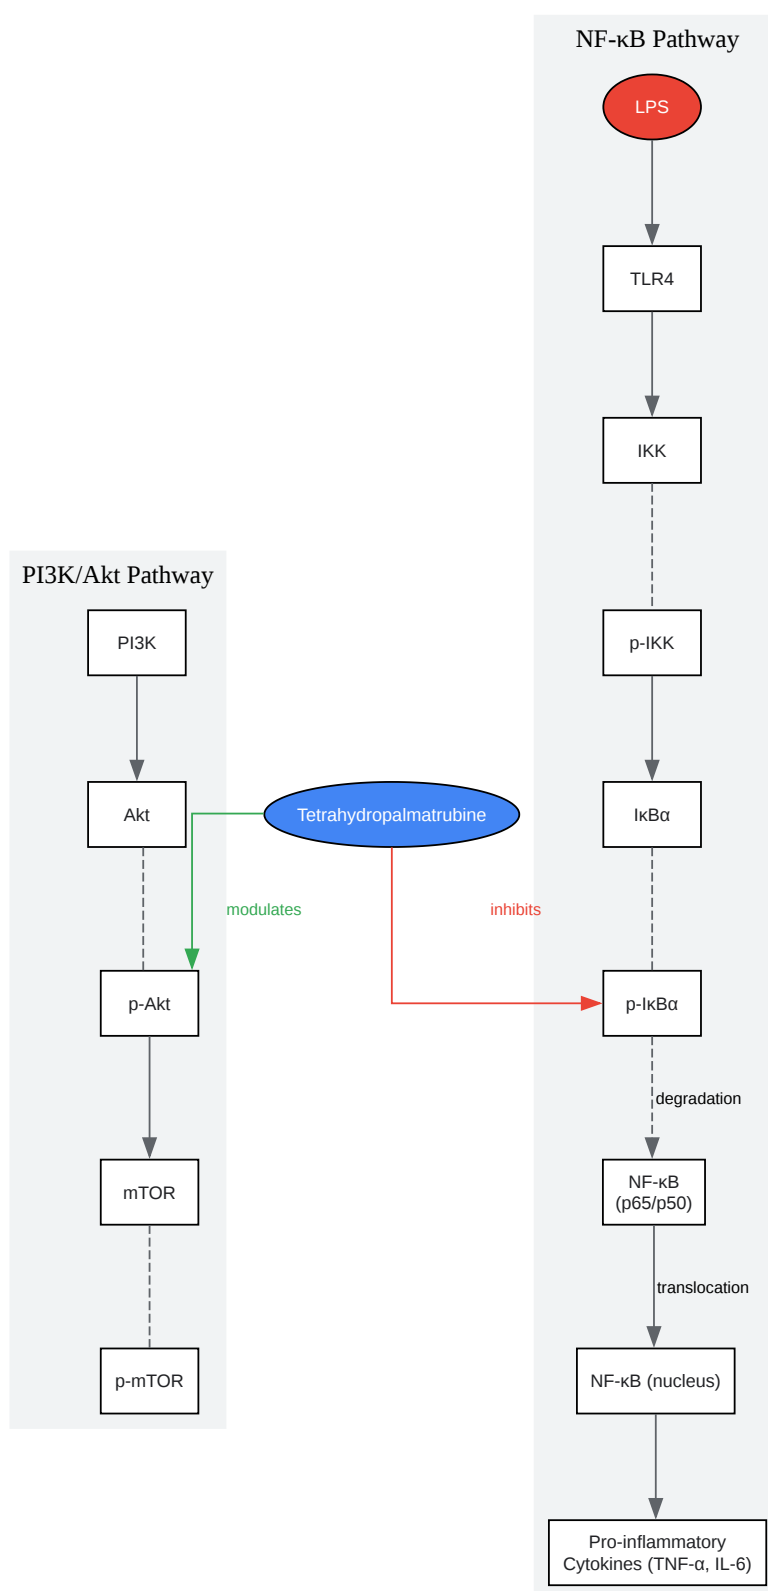 NF-κB Pathway
LPS
TLR4
IKK
p-IKK
IκBα
p-IκBα
degradation
NF-κB
(p65/p50)
translocation
NF-κB (nucleus)
Pro-inflammatory
Cytokines (TNF-α, IL-6)
PI3K/Akt Pathway
PI3K
Akt
p-Akt
mTOR
p-mTOR
Tetrahydropalmatrubine
modulates
inhibits